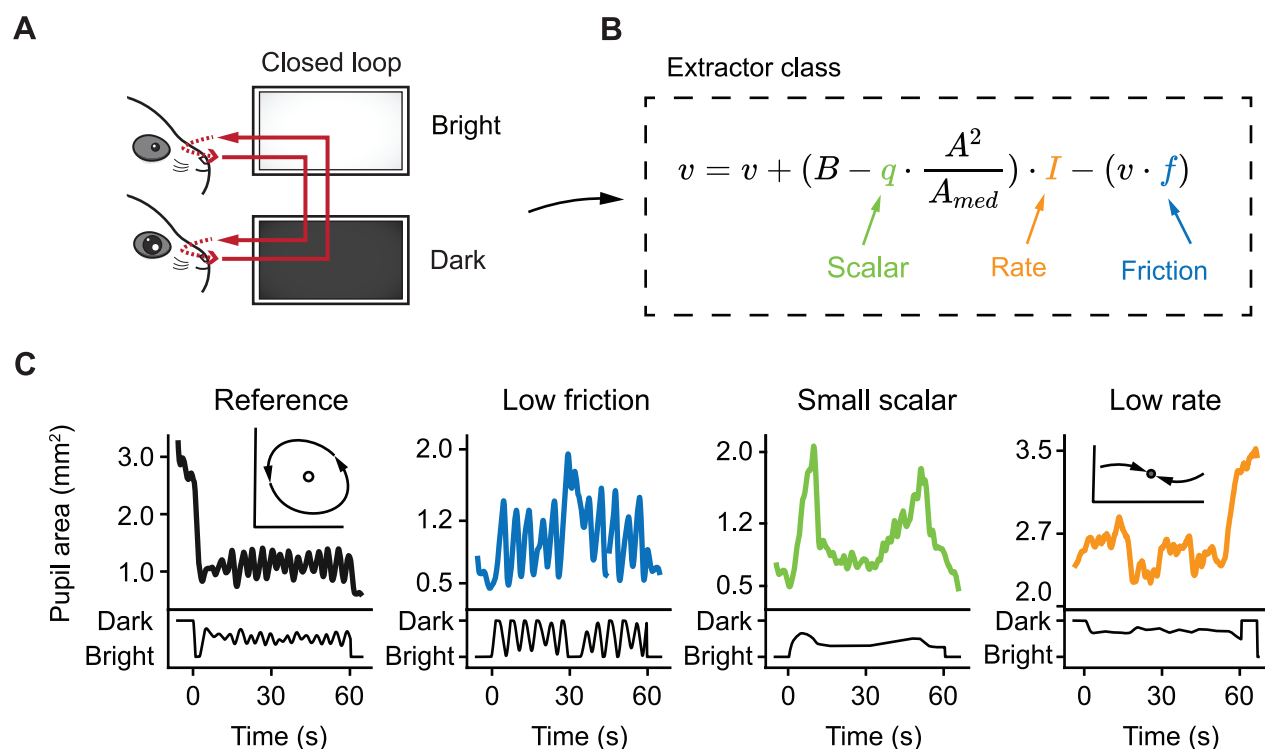 A
Closed loop
Bright
Dark
B
Extractor class
v = v + (B − q · A² / A_med) · I − (v · f)
Scalar Rate Friction
C
Reference Low friction Small scalar Low rate
Pupil area (mm²)
3.0 2.0 3.5
2.0 1.2 1.2 2.7
1.0 0.5 0.5 2.0
Dark Dark Dark Dark
Bright Bright Bright Bright
0 30 60 0 30 60 0 30 60 0 30 60
Time (s) Time (s) Time (s) Time (s)